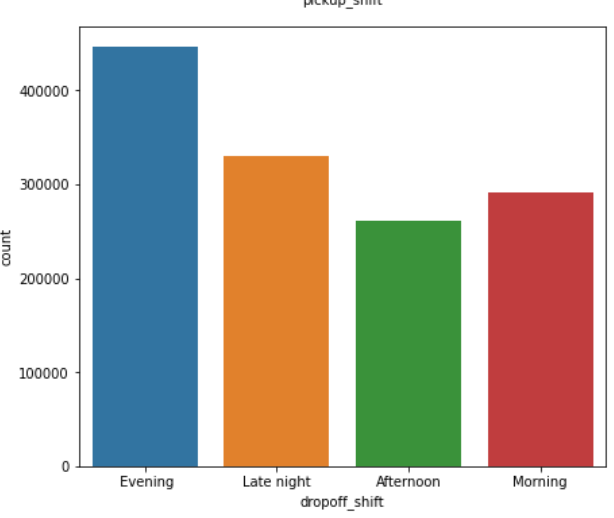 pickup_shift
400000
300000
200000
100000
0
count
Evening Late night Afternoon Morning
dropoff_shift